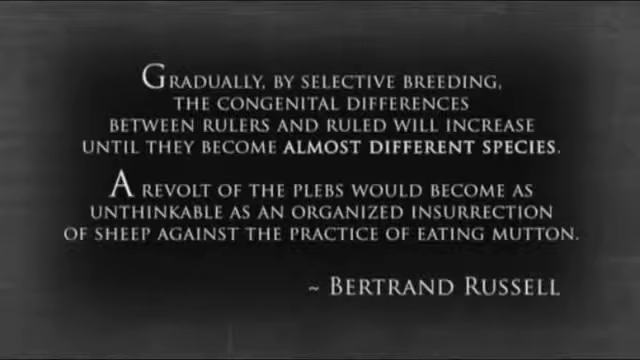 Gradually, by selective breeding,
the congenital differences
between rulers and ruled will increase
until they become almost different species.
A revolt of the plebs would become as
unthinkable as an organized insurrection
of sheep against the practice of eating mutton.
~ Bertrand Russell